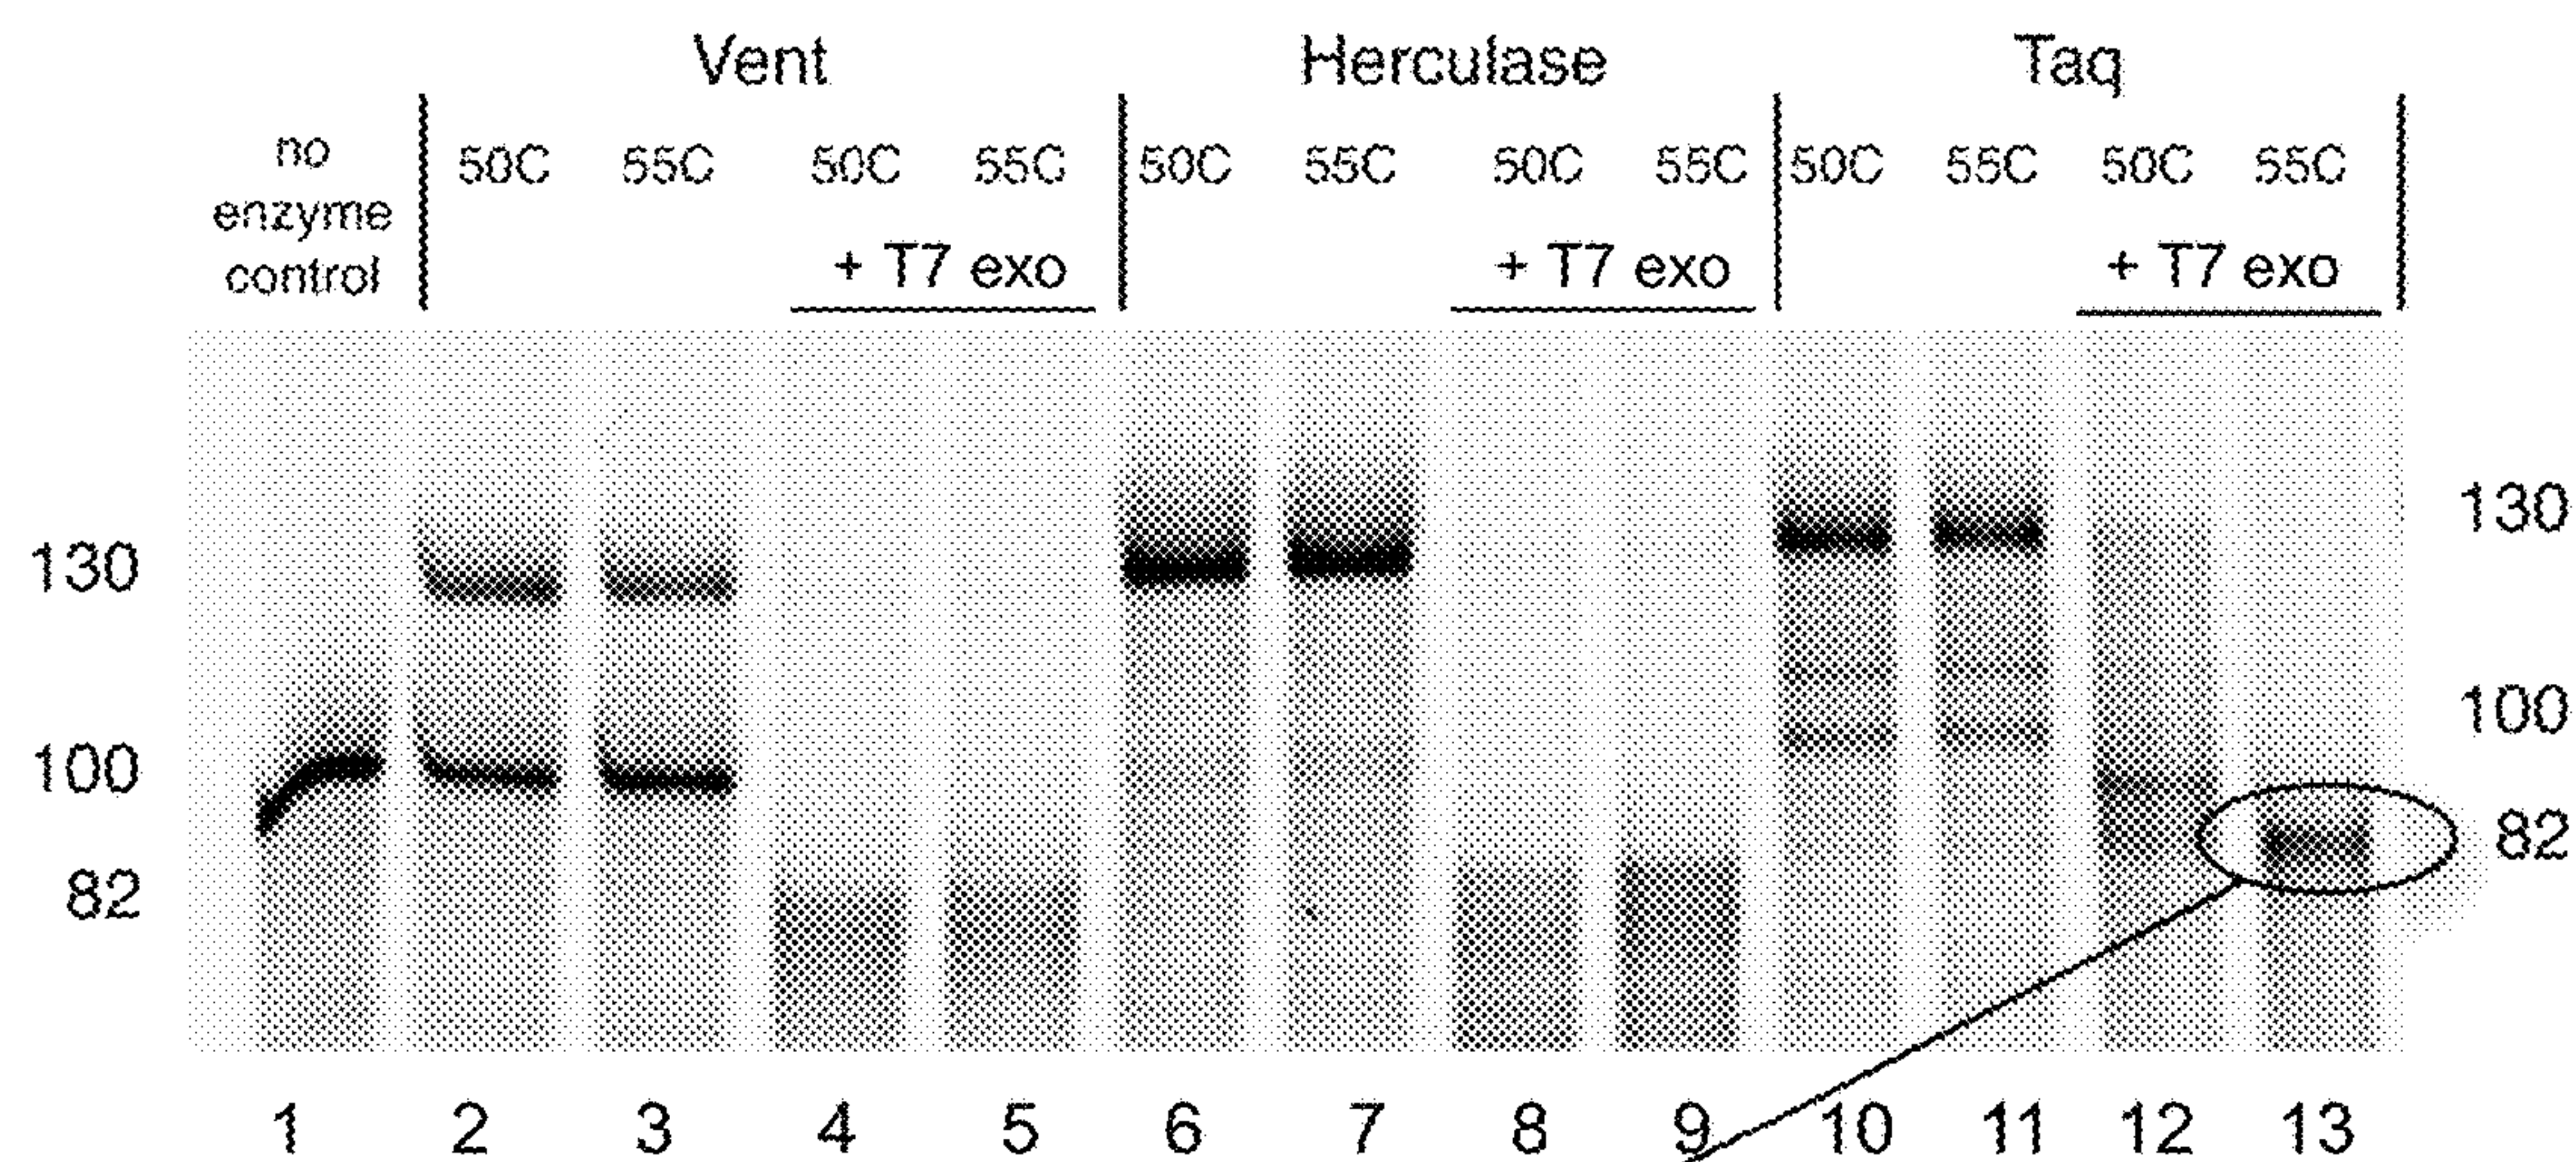 Vent Herculase Taq
no enzyme control
50C 55C 50C 55C 50C 55C 50C 55C 50C 55C 50C 55C
+ T7 exo + T7 exo + T7 exo
130 130
100 100
82 82
1 2 3 4 5 6 7 8 9 10 11 12 13